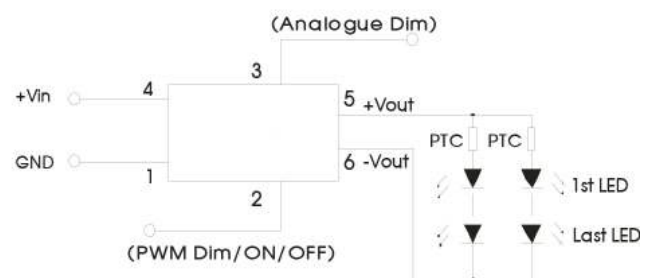 (Analogue Dim)
3
+Vin
4
5
+Vout
PTC
PTC
GND
1
6
-Vout
1st LED
2
Last LED
(PWM Dim/ON/OFF)